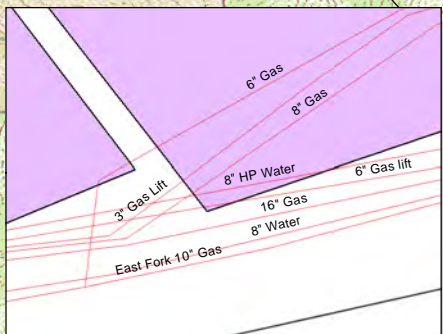 6" Gas
8" Gas
3" Gas Lift
8" HP Water
6" Gas lift
16" Gas
8" Water
East Fork 10" Gas